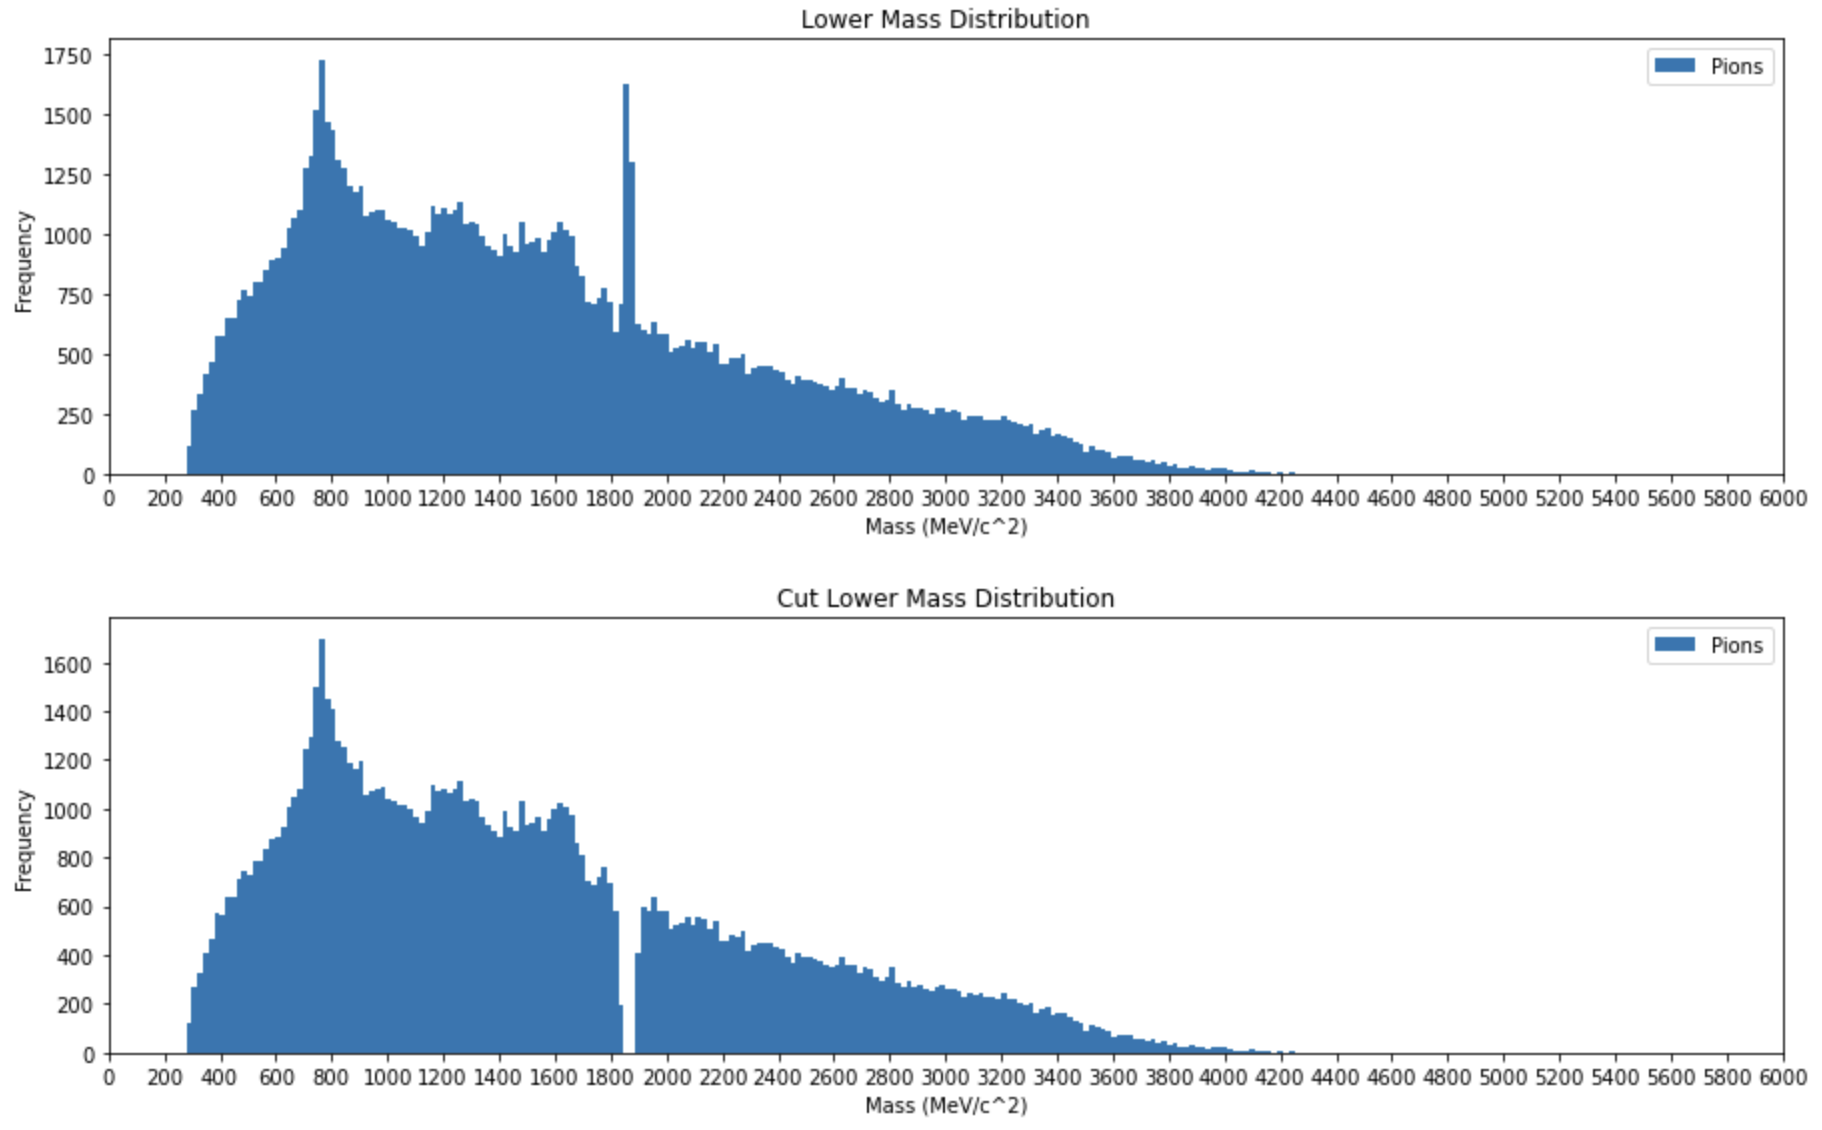 Lower Mass Distribution
1750
1500
1250
1000
750
500
250
0
Frequency
Pions
0 200 400 600 800 1000 1200 1400 1600 1800 2000 2200 2400 2600 2800 3000 3200 3400 3600 3800 4000 4200 4400 4600 4800 5000 5200 5400 5600 5800 6000
Mass (MeV/c^2)
Cut Lower Mass Distribution
1600
1400
1200
1000
800
600
400
200
0
Frequency
Pions
0 200 400 600 800 1000 1200 1400 1600 1800 2000 2200 2400 2600 2800 3000 3200 3400 3600 3800 4000 4200 4400 4600 4800 5000 5200 5400 5600 5800 6000
Mass (MeV/c^2)